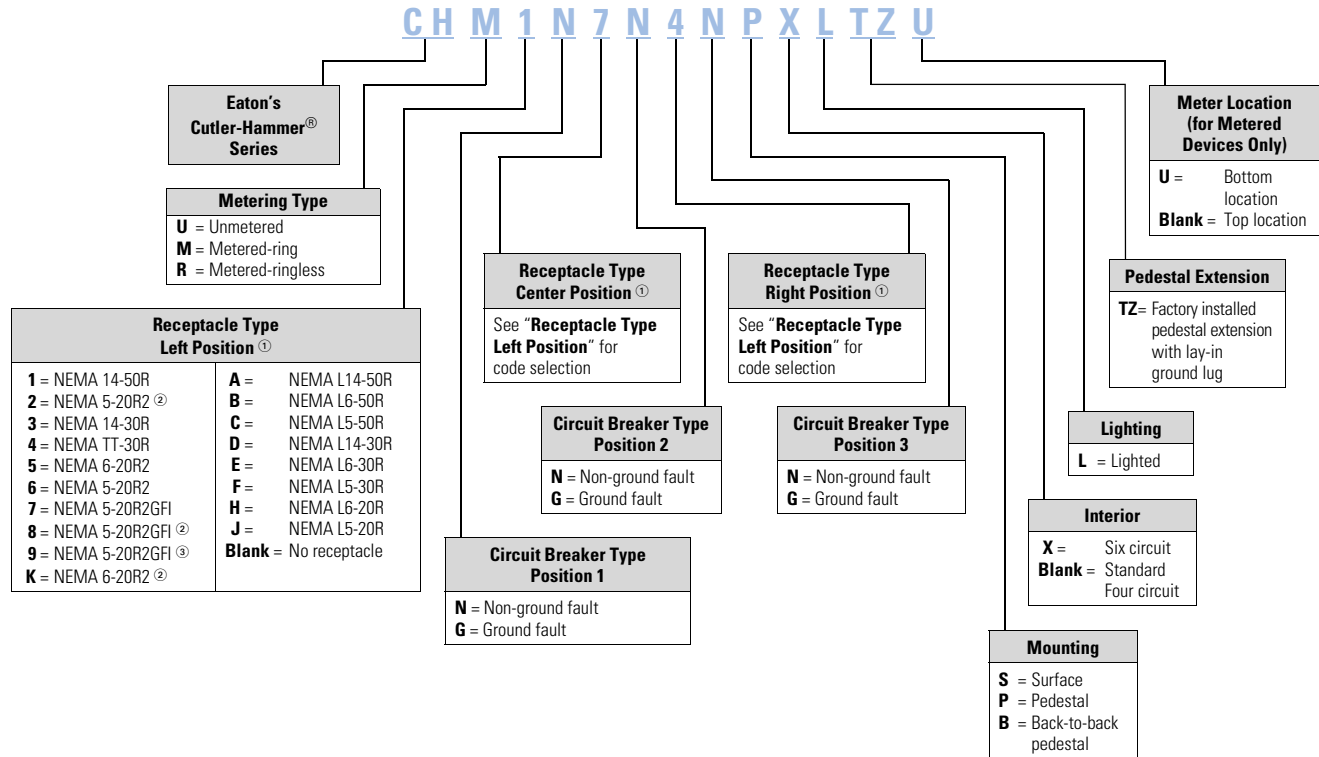 CHM1N7N4NPXLTZU
Eaton's
Cutler-Hammer®
Series
Metering Type
U = Unmetered
M = Metered-ring
R = Metered-ringless
Receptacle Type
Left Position ①
1 = NEMA 14-50R
2 = NEMA 5-20R2 ②
3 = NEMA 14-30R
4 = NEMA TT-30R
5 = NEMA 6-20R2
6 = NEMA 5-20R2
7 = NEMA 5-20R2GFI
8 = NEMA 5-20R2GFI ②
9 = NEMA 5-20R2GFI ③
K = NEMA 6-20R2 ②
A = NEMA L14-50R
B = NEMA L6-50R
C = NEMA L5-50R
D = NEMA L14-30R
E = NEMA L6-30R
F = NEMA L5-30R
H = NEMA L6-20R
J = NEMA L5-20R
Blank = No receptacle
Circuit Breaker Type
Position 1
N = Non-ground fault
G = Ground fault
Receptacle Type
Center Position ①
See "Receptacle Type
Left Position" for
code selection
Circuit Breaker Type
Position 2
N = Non-ground fault
G = Ground fault
Receptacle Type
Right Position ①
See "Receptacle Type
Left Position" for
code selection
Circuit Breaker Type
Position 3
N = Non-ground fault
G = Ground fault
Mounting
S = Surface
P = Pedestal
B = Back-to-back
pedestal
Interior
X = Six circuit
Blank = Standard
Four circuit
Lighting
L = Lighted
Pedestal Extension
TZ= Factory installed
pedestal extension
with lay-in
ground lug
Meter Location
(for Metered
Devices Only)
U = Bottom
location
Blank = Top location